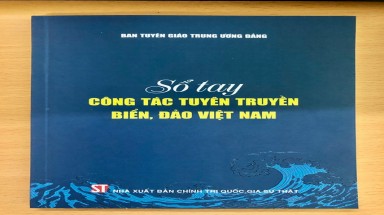 BAN TUYÊN GIÁO TRUNG ƯƠNG ĐẢNG
Sổ tay
CÔNG TÁC TUYÊN TRUYỀN
BIỂN, ĐẢO VIỆT NAM
ST NHÀ XUẤT BẢN CHÍNH TRỊ QUỐC GIA SỰ THẬT